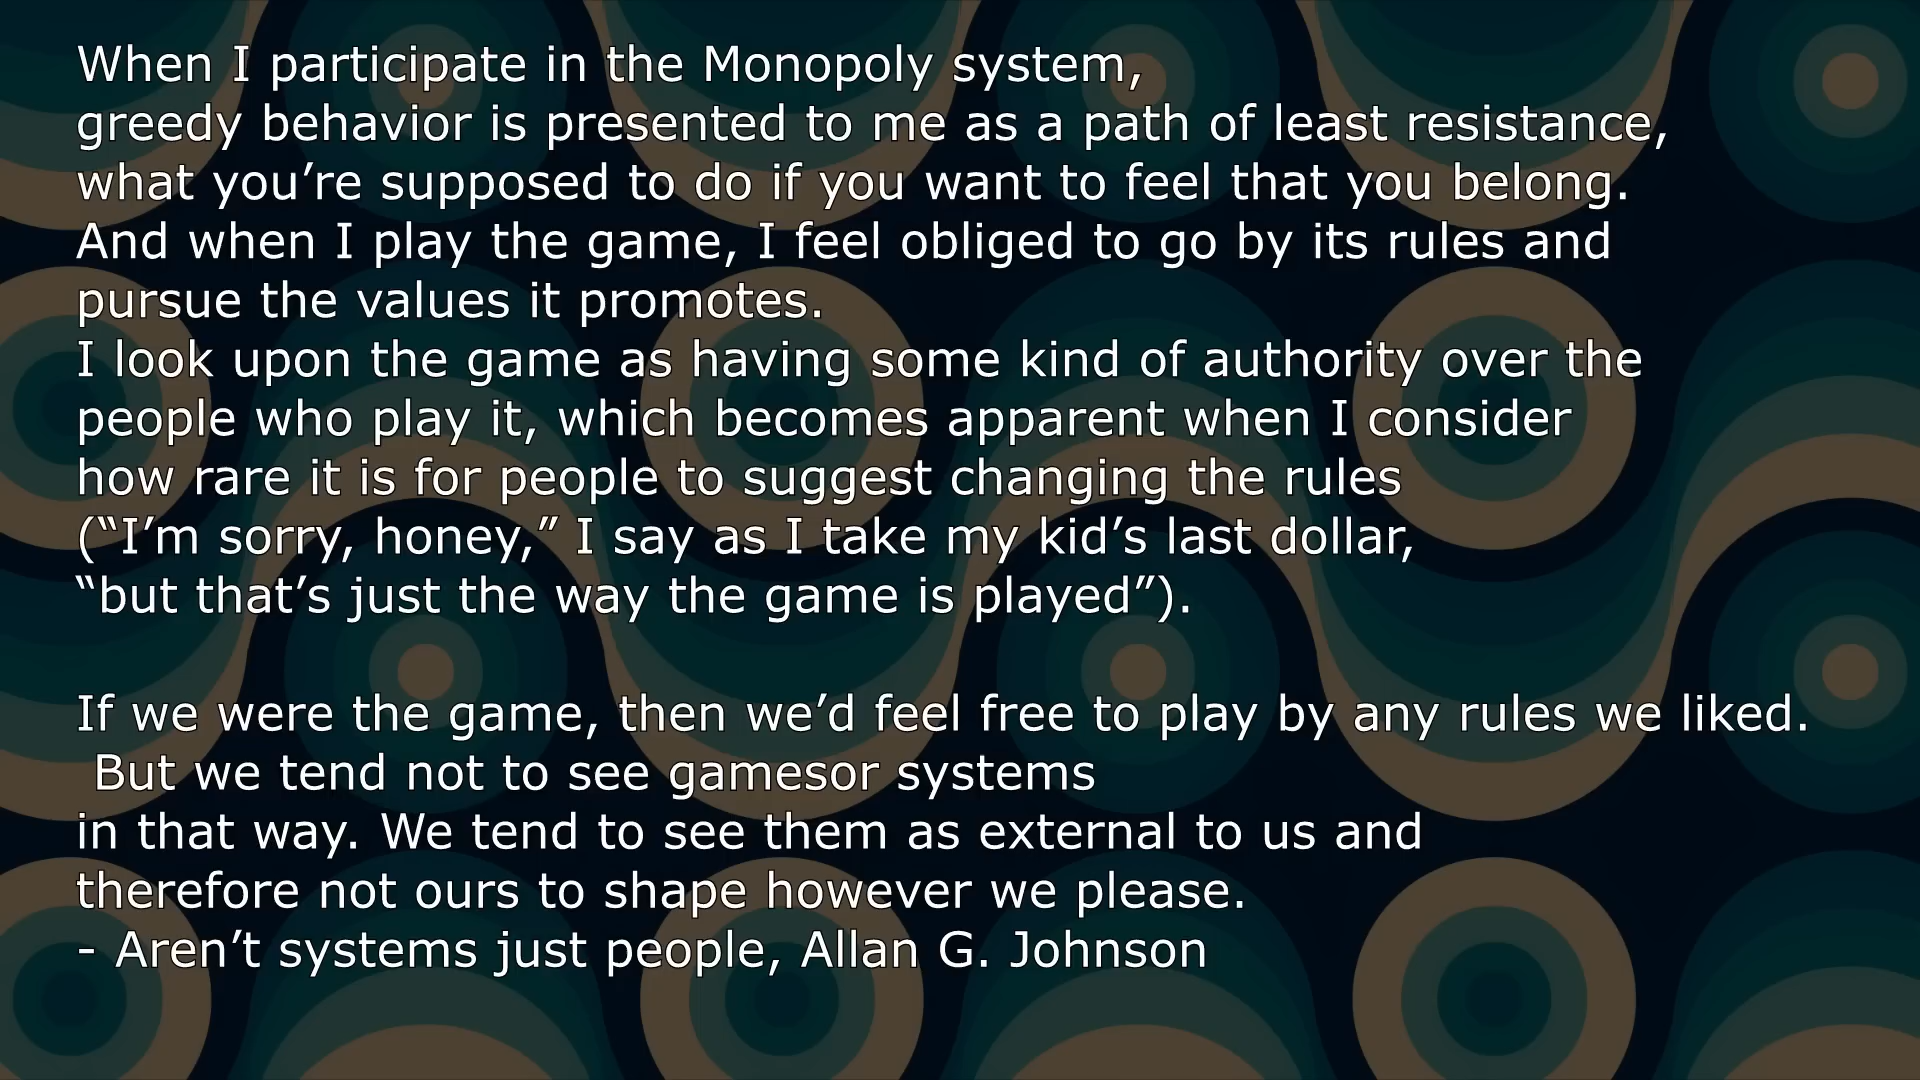 When I participate in the Monopoly system,
greedy behavior is presented to me as a path of least resistance,
what you’re supposed to do if you want to feel that you belong.
And when I play the game, I feel obliged to go by its rules and
pursue the values it promotes.
I look upon the game as having some kind of authority over the
people who play it, which becomes apparent when I consider
how rare it is for people to suggest changing the rules
(“I’m sorry, honey,” I say as I take my kid’s last dollar,
“but that’s just the way the game is played”).

If we were the game, then we’d feel free to play by any rules we liked.
But we tend not to see gamesor systems
in that way. We tend to see them as external to us and
therefore not ours to shape however we please.
- Aren’t systems just people, Allan G. Johnson